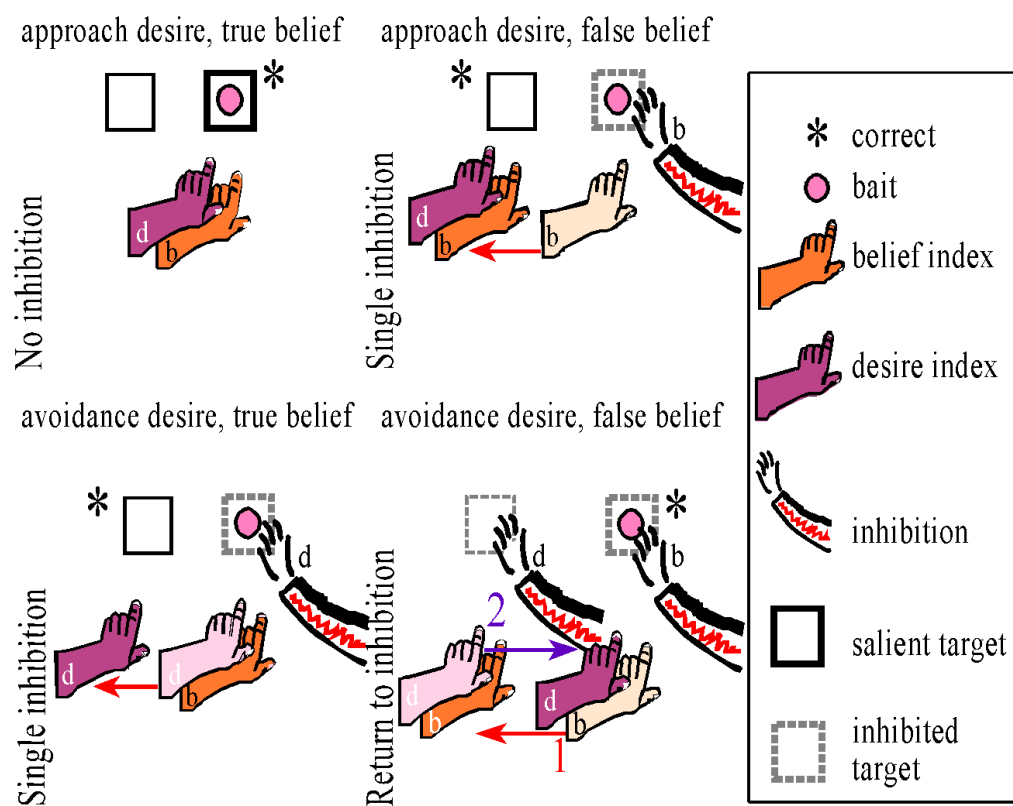 approach desire, true belief
approach desire, false belief
*
*
b
d
b
b
b
No inhibition
Single inhibition
avoidance desire, true belief
avoidance desire, false belief
*
*
d
d
b
2
d
d
b
d
b
d
b
1
Single inhibition
Return to inhibition
* correct
bait
belief index
desire index
inhibition
salient target
inhibited
target